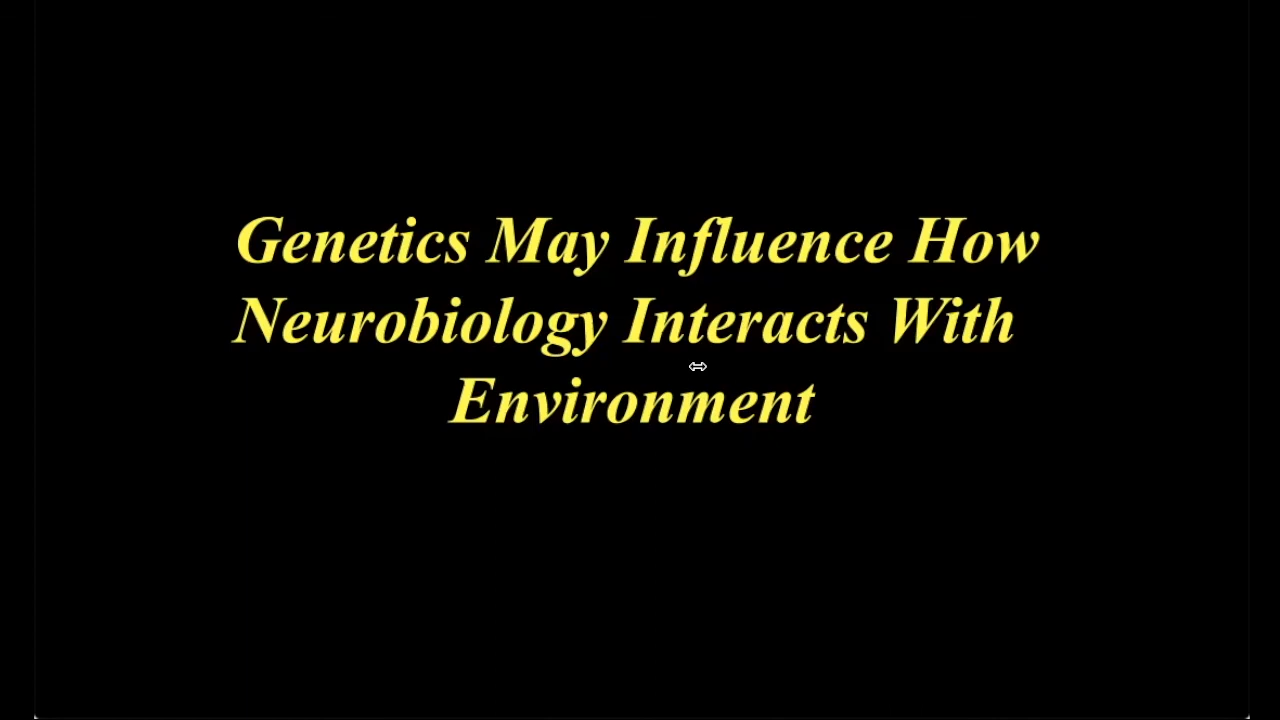 Genetics May Influence How
Neurobiology Interacts With
Environment